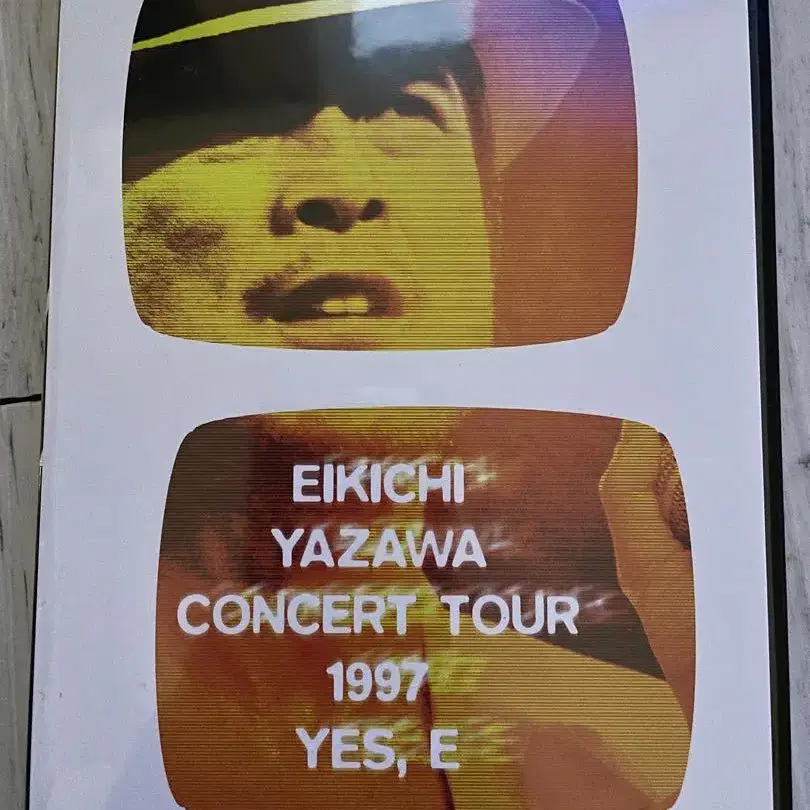 EIKICHI
YAZAWA
CONCERT TOUR
1997
YES, E